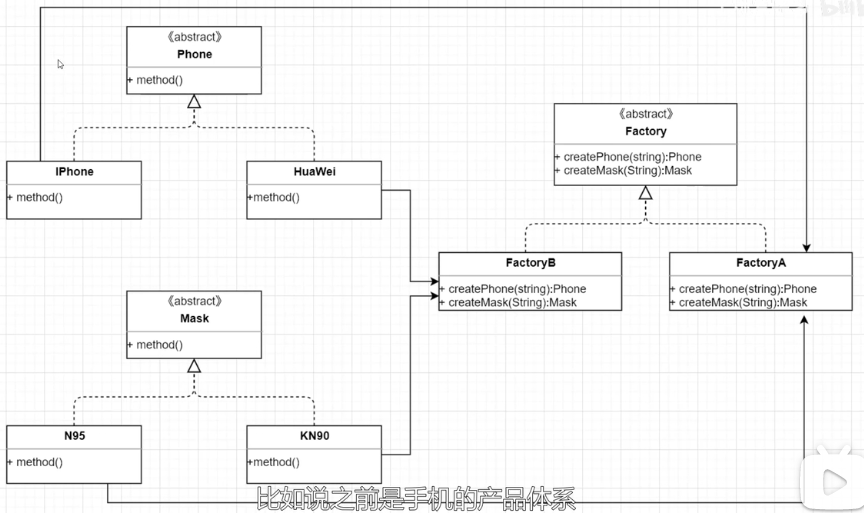 《abstract》
Phone
+ method()
《abstract》
Factory
+ createPhone(string):Phone
+ createMask(String):Mask
IPhone
+ method()
HuaWei
+method()
FactoryB
+ createPhone(string):Phone
+ createMask(String):Mask
FactoryA
+ createPhone(string):Phone
+ createMask(String):Mask
《abstract》
Mask
+ method()
N95
+ method()
KN90
+method()
比如说之前是手机的产品体系